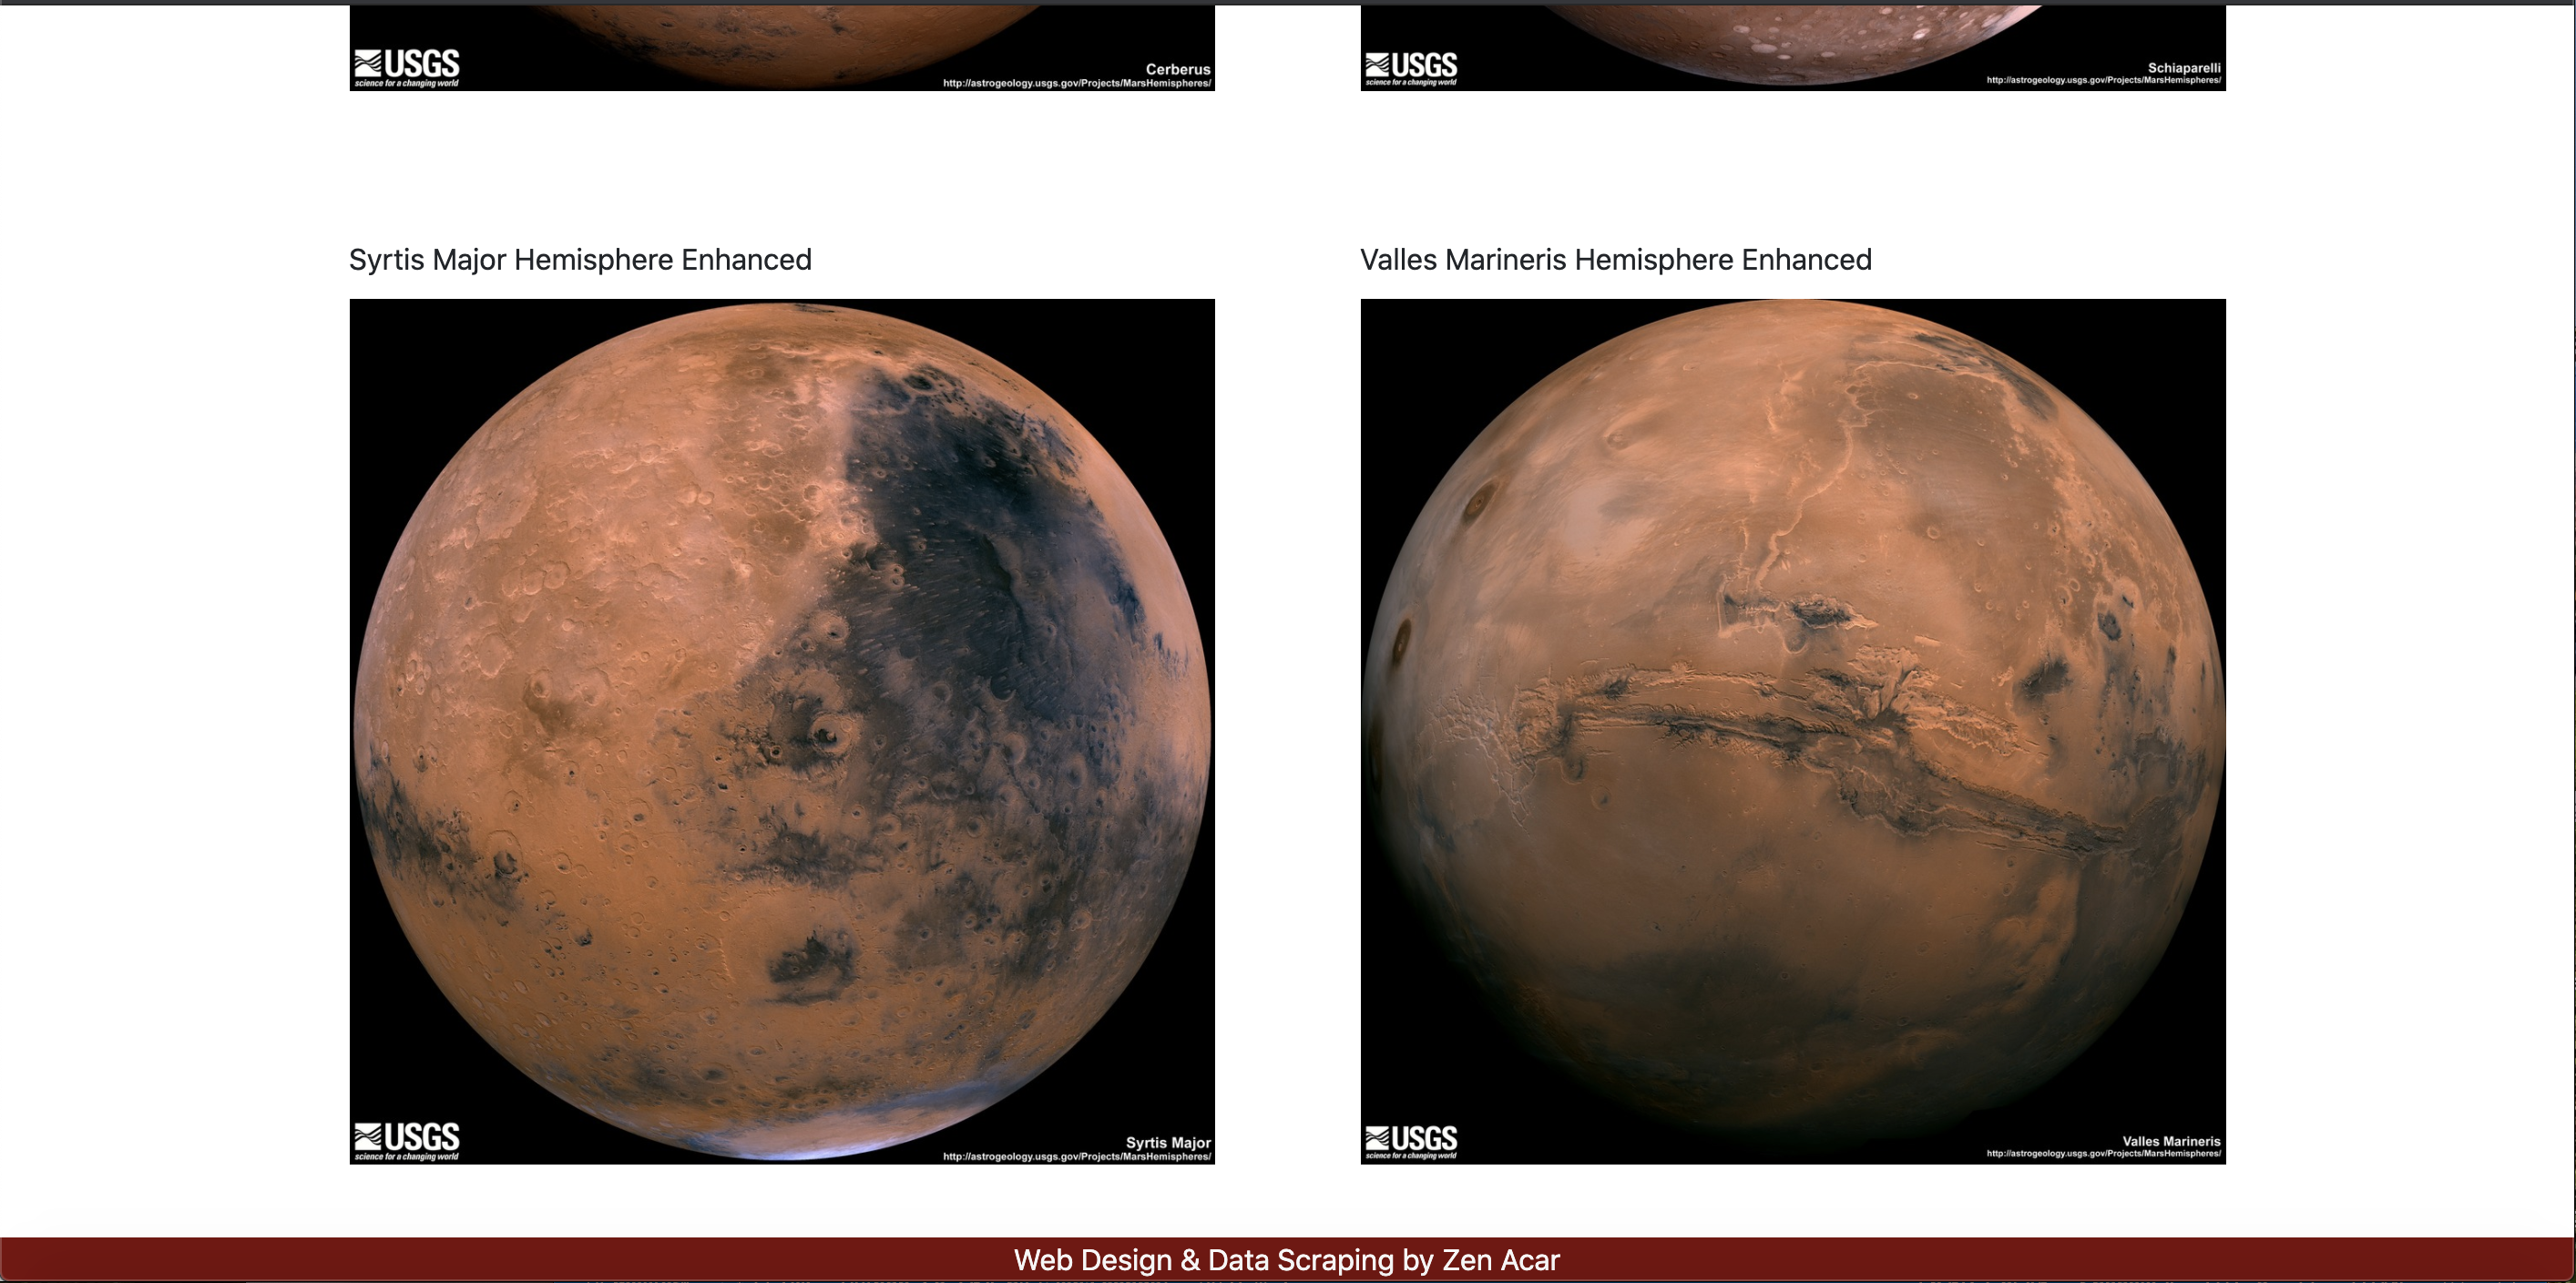 USGS
science for a changing world
Cerberus
http://astrogeology.usgs.gov/Projects/MarsHemispheres/
USGS
science for a changing world
Schiaparelli
http://astrogeology.usgs.gov/Projects/MarsHemispheres/
Syrtis Major Hemisphere Enhanced
Valles Marineris Hemisphere Enhanced
USGS
science for a changing world
Syrtis Major
http://astrogeology.usgs.gov/Projects/MarsHemispheres/
USGS
science for a changing world
Valles Marineris
http://astrogeology.usgs.gov/Projects/MarsHemispheres/
Web Design & Data Scraping by Zen Acar